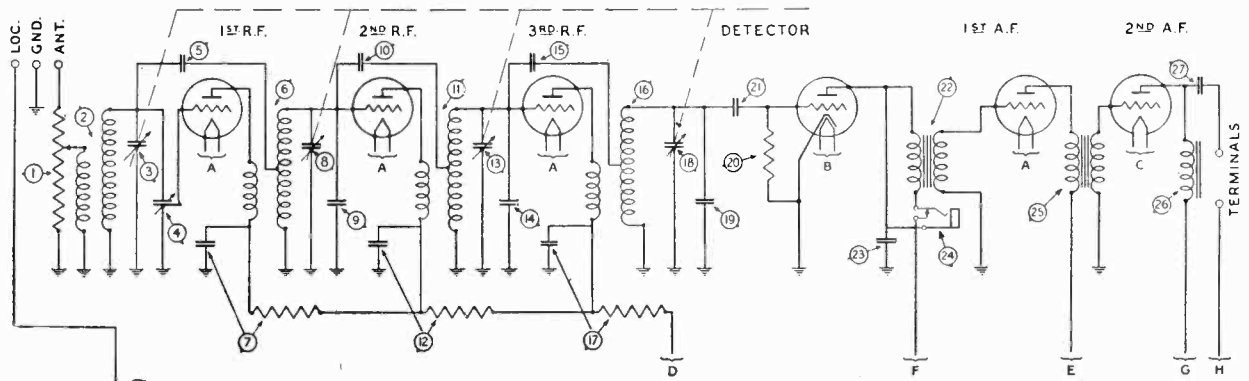 LOC.
GND.
ANT.
1ST R.F.
2ND R.F.
3RD R.F.
DETECTOR
1ST A.F.
2ND A.F.
5
10
15
27
2
6
11
16
21
22
1
3
8
13
18
20
A
A
A
B
A
C
4
9
14
19
23
24
25
26
TERMINALS
7
12
17
D
F
E
G
H